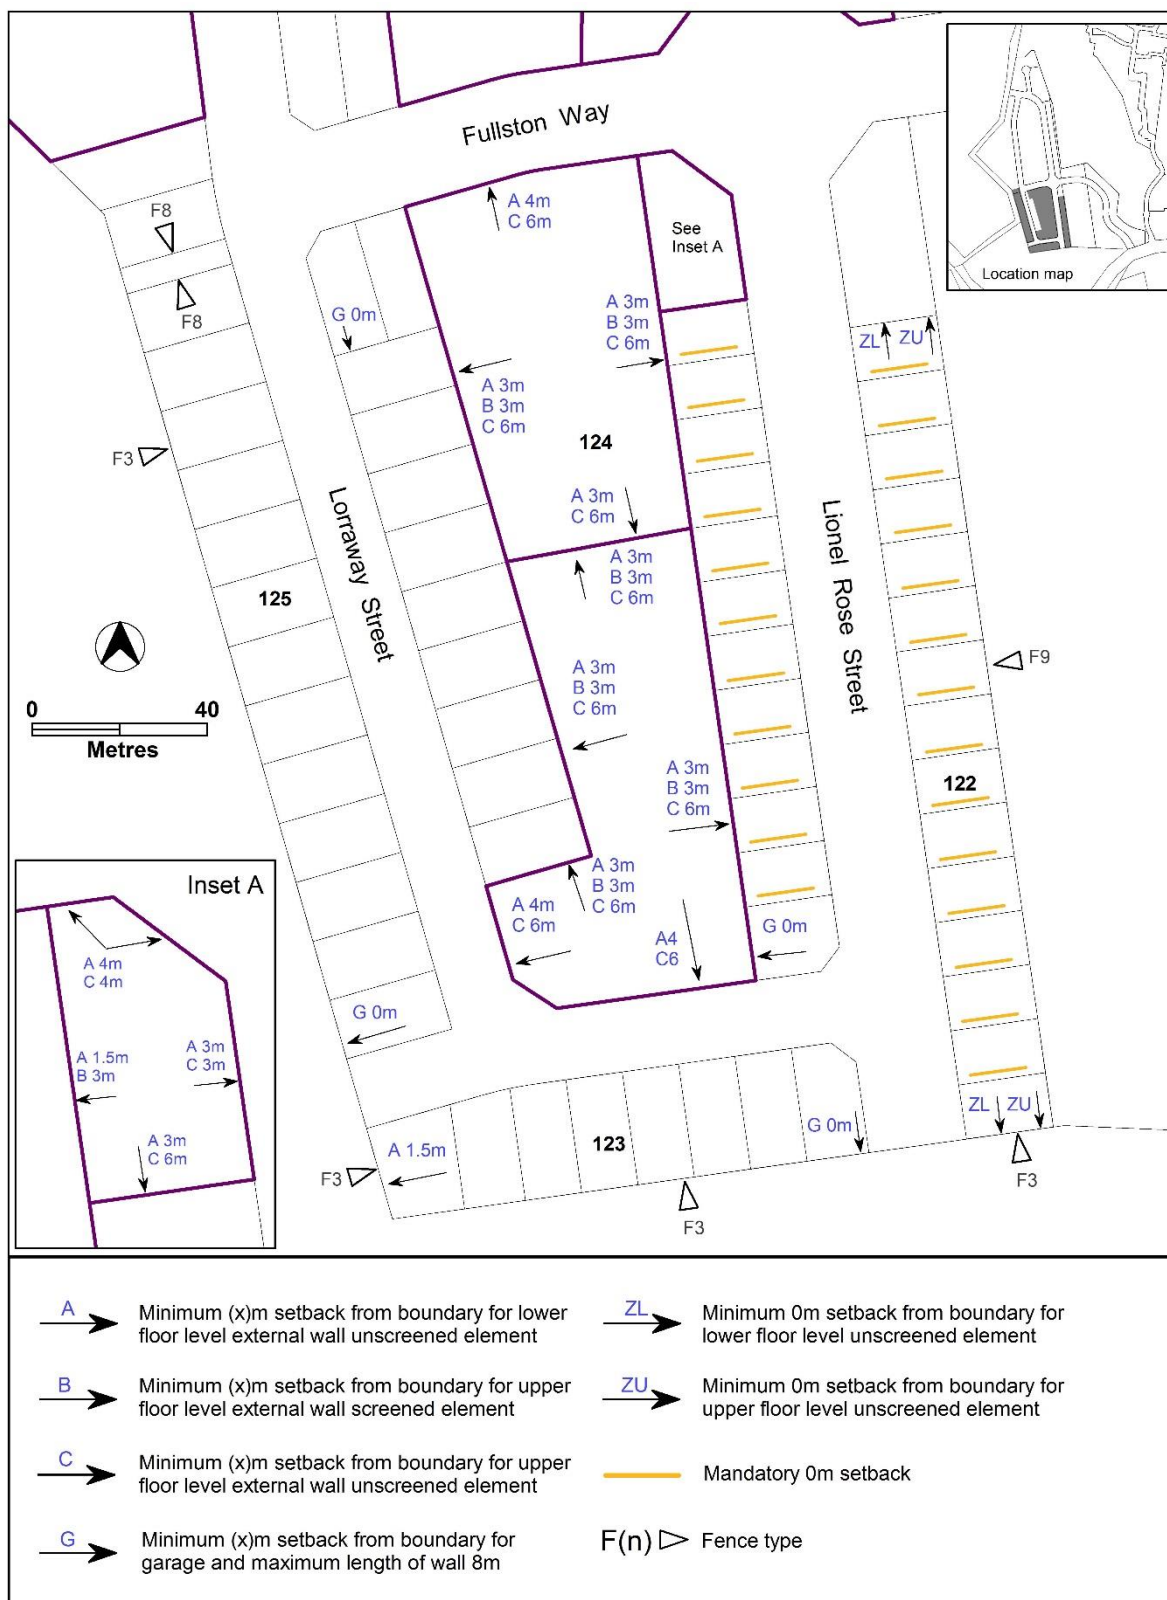 Fullston Way
F8
F8
A 4m
C 6m
See
Inset A
Location map
G 0m
A 3m
B 3m
C 6m
ZL
ZU
A 3m
B 3m
C 6m
124
F3
A 3m
C 6m
Lorraway Street
Lionel Rose Street
A 3m
B 3m
C 6m
125
F9
0
40
Metres
A 3m
B 3m
C 6m
A 3m
B 3m
C 6m
122
Inset A
A 4m
C 4m
A 1.5m
B 3m
A 3m
C 3m
A 3m
C 6m
A 3m
B 3m
C 6m
A 4m
C 6m
A4
C6
G 0m
G 0m
ZL
ZU
123
G 0m
A 1.5m
F3
F3
F3
A
Minimum (x)m setback from boundary for lower
floor level external wall unscreened element
B
Minimum (x)m setback from boundary for upper
floor level external wall screened element
C
Minimum (x)m setback from boundary for upper
floor level external wall unscreened element
G
Minimum (x)m setback from boundary for
garage and maximum length of wall 8m
ZL
Minimum 0m setback from boundary for
lower floor level unscreened element
ZU
Minimum 0m setback from boundary for
upper floor level unscreened element
Mandatory 0m setback
F(n)
Fence type